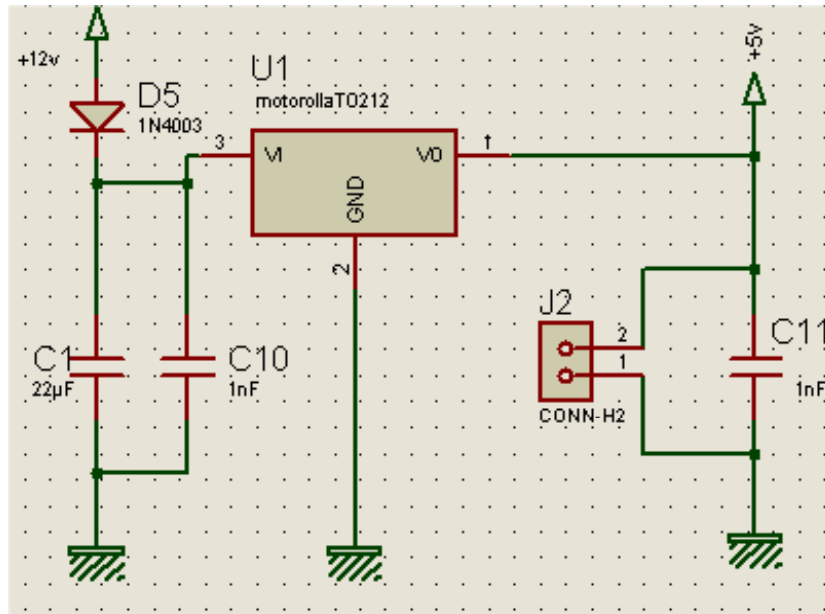 +12v
D5
1N4003
U1
motorollaTO212
3
VI
VO
1
GND
2
+5v
C1
22µF
C10
1nF
J2
2
1
CONN-H2
C11
1nF